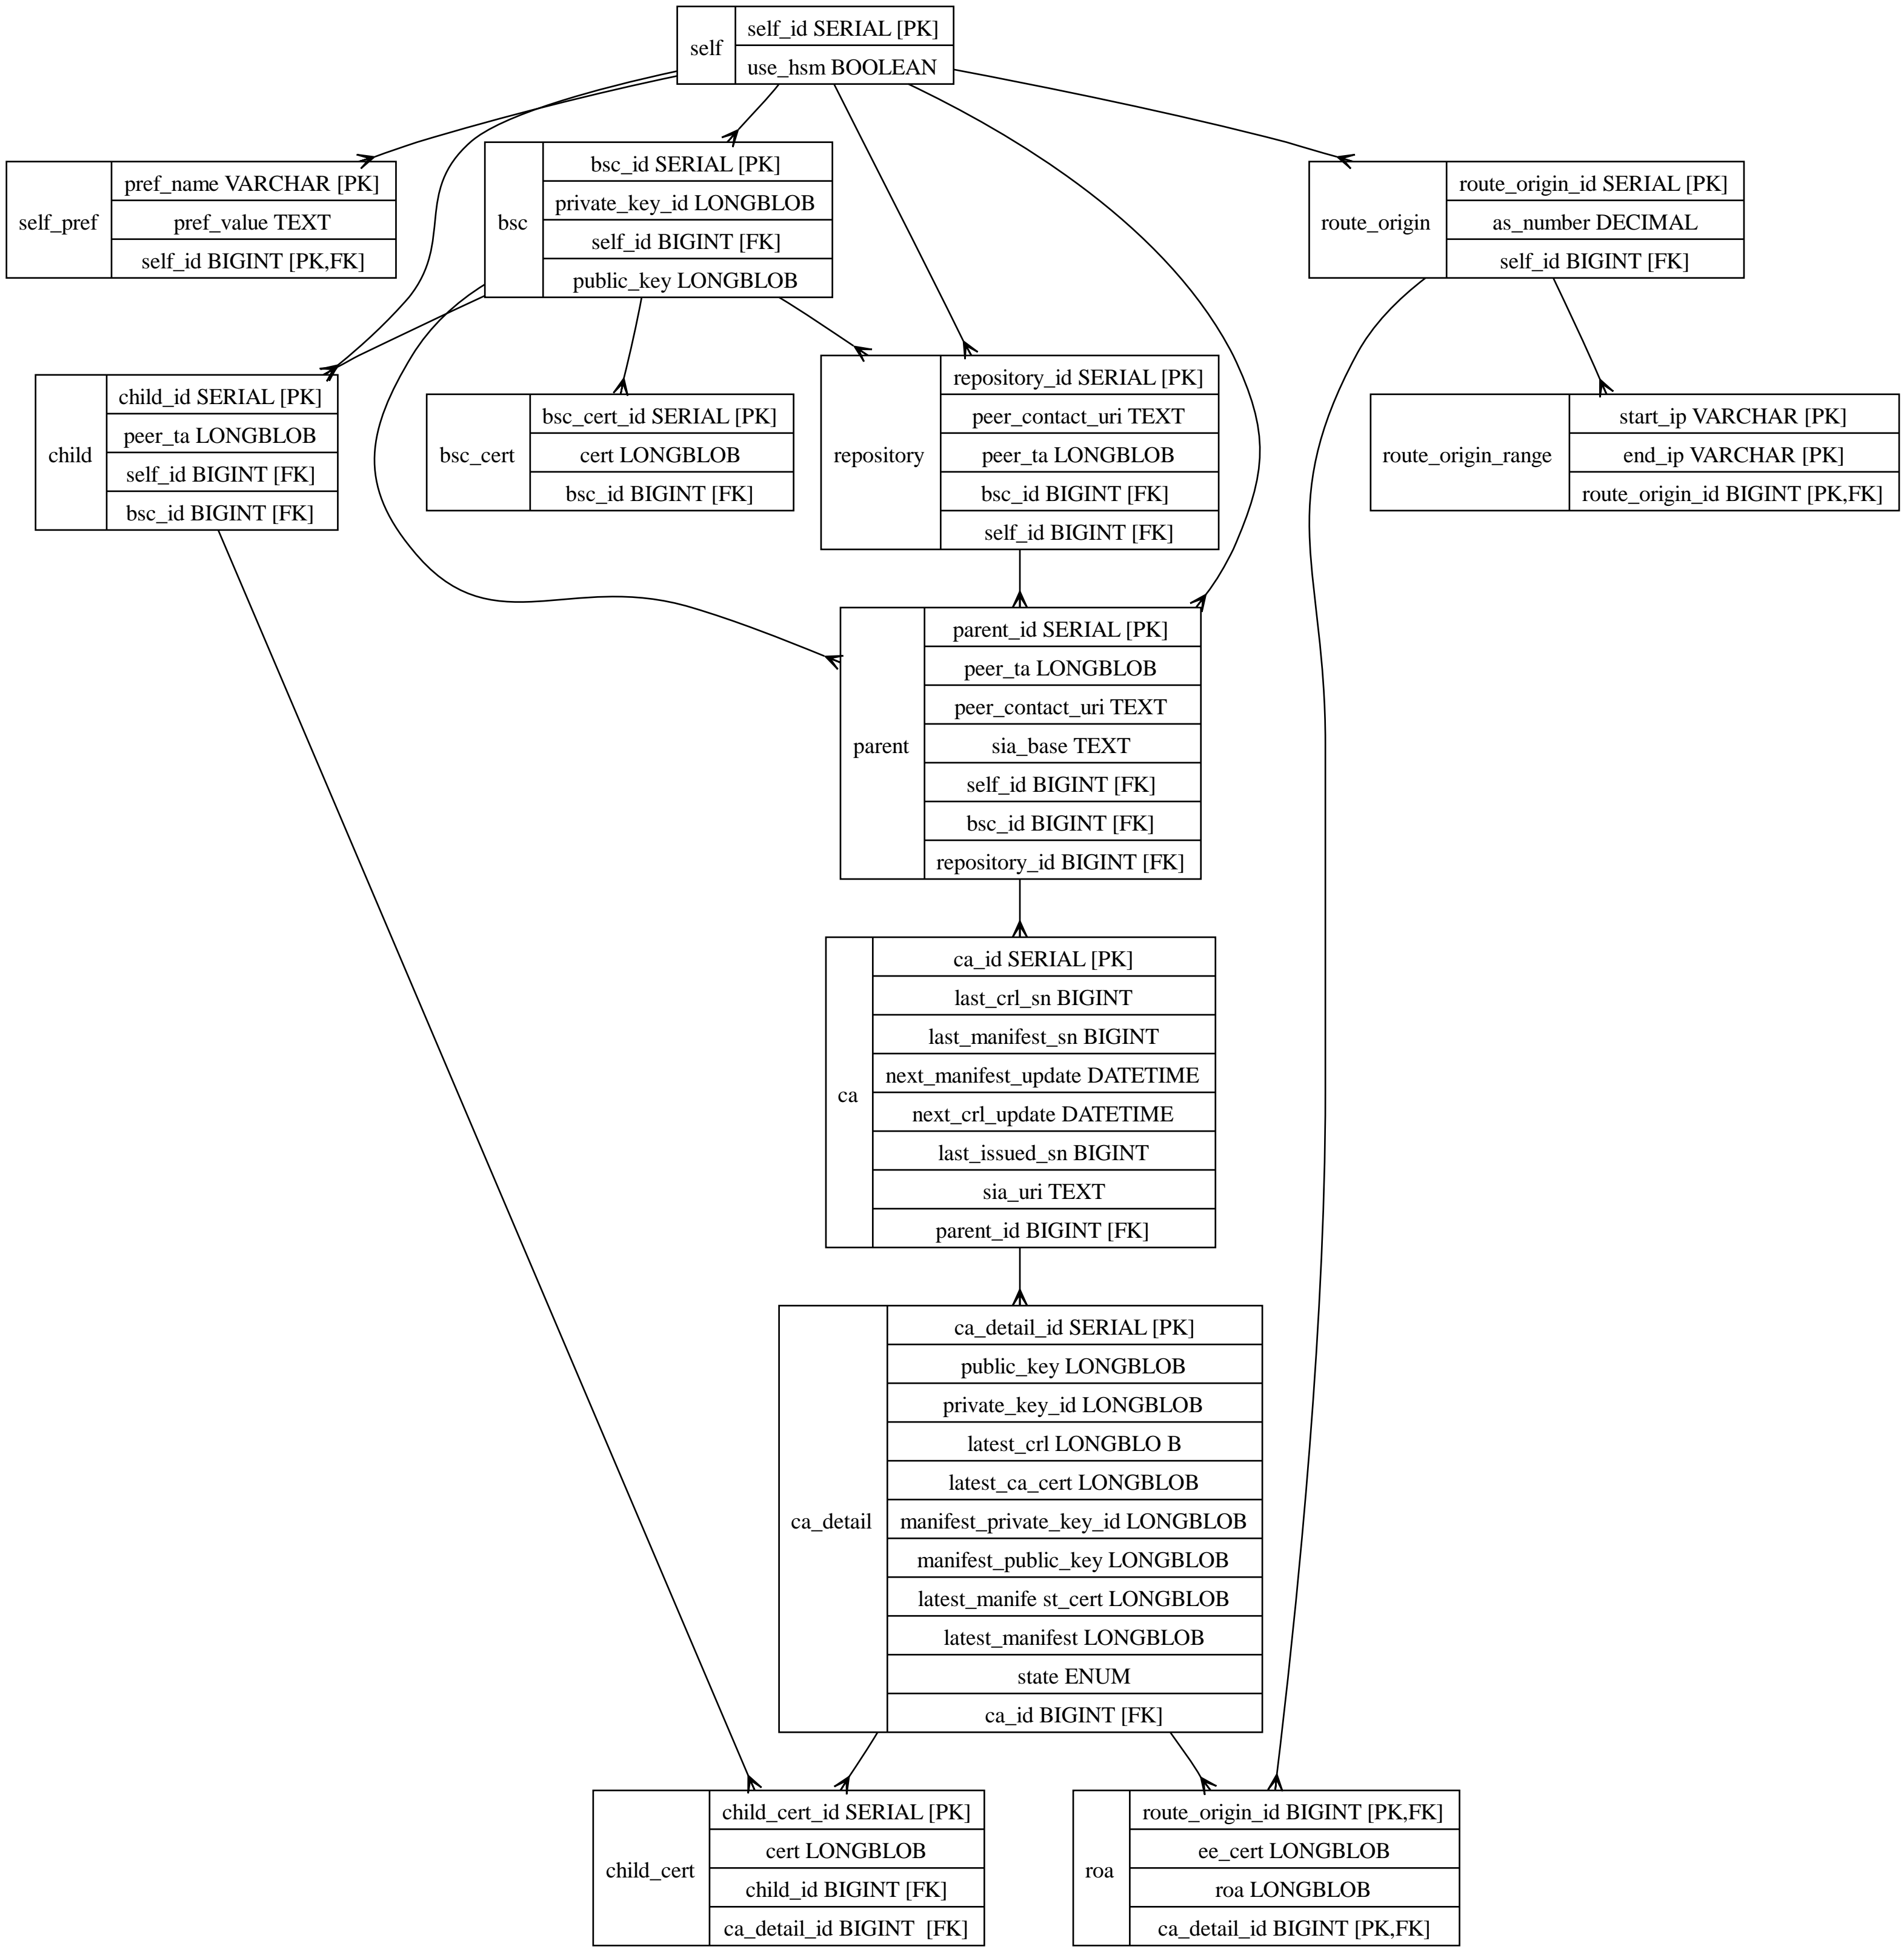 self
self_id SERIAL [PK]
use_hsm BOOLEAN
self_pref
pref_name VARCHAR [PK]
pref_value TEXT
self_id BIGINT [PK,FK]
bsc
bsc_id SERIAL [PK]
private_key_id LONGBLOB
self_id BIGINT [FK]
public_key LONGBLOB
route_origin
route_origin_id SERIAL [PK]
as_number DECIMAL
self_id BIGINT [FK]
child
child_id SERIAL [PK]
peer_ta LONGBLOB
self_id BIGINT [FK]
bsc_id BIGINT [FK]
bsc_cert
bsc_cert_id SERIAL [PK]
cert LONGBLOB
bsc_id BIGINT [FK]
repository
repository_id SERIAL [PK]
peer_contact_uri TEXT
peer_ta LONGBLOB
bsc_id BIGINT [FK]
self_id BIGINT [FK]
route_origin_range
start_ip VARCHAR [PK]
end_ip VARCHAR [PK]
route_origin_id BIGINT [PK,FK]
parent
parent_id SERIAL [PK]
peer_ta LONGBLOB
peer_contact_uri TEXT
sia_base TEXT
self_id BIGINT [FK]
bsc_id BIGINT [FK]
repository_id BIGINT [FK]
ca
ca_id SERIAL [PK]
last_crl_sn BIGINT
last_manifest_sn BIGINT
next_manifest_update DATETIME
next_crl_update DATETIME
last_issued_sn BIGINT
sia_uri TEXT
parent_id BIGINT [FK]
ca_detail
ca_detail_id SERIAL [PK]
public_key LONGBLOB
private_key_id LONGBLOB
latest_crl LONGBLO B
latest_ca_cert LONGBLOB
manifest_private_key_id LONGBLOB
manifest_public_key LONGBLOB
latest_manife st_cert LONGBLOB
latest_manifest LONGBLOB
state ENUM
ca_id BIGINT [FK]
child_cert
child_cert_id SERIAL [PK]
cert LONGBLOB
child_id BIGINT [FK]
ca_detail_id BIGINT  [FK]
roa
route_origin_id BIGINT [PK,FK]
ee_cert LONGBLOB
roa LONGBLOB
ca_detail_id BIGINT [PK,FK]